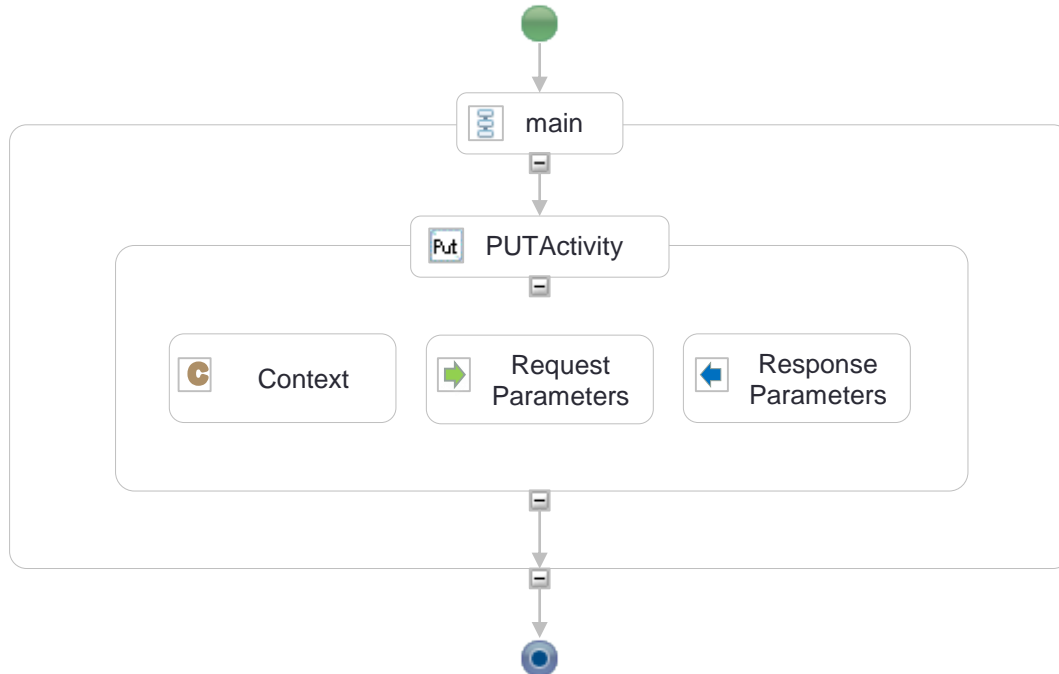 main
Put
PUTActivity
C
Context
Request
Parameters
Response
Parameters